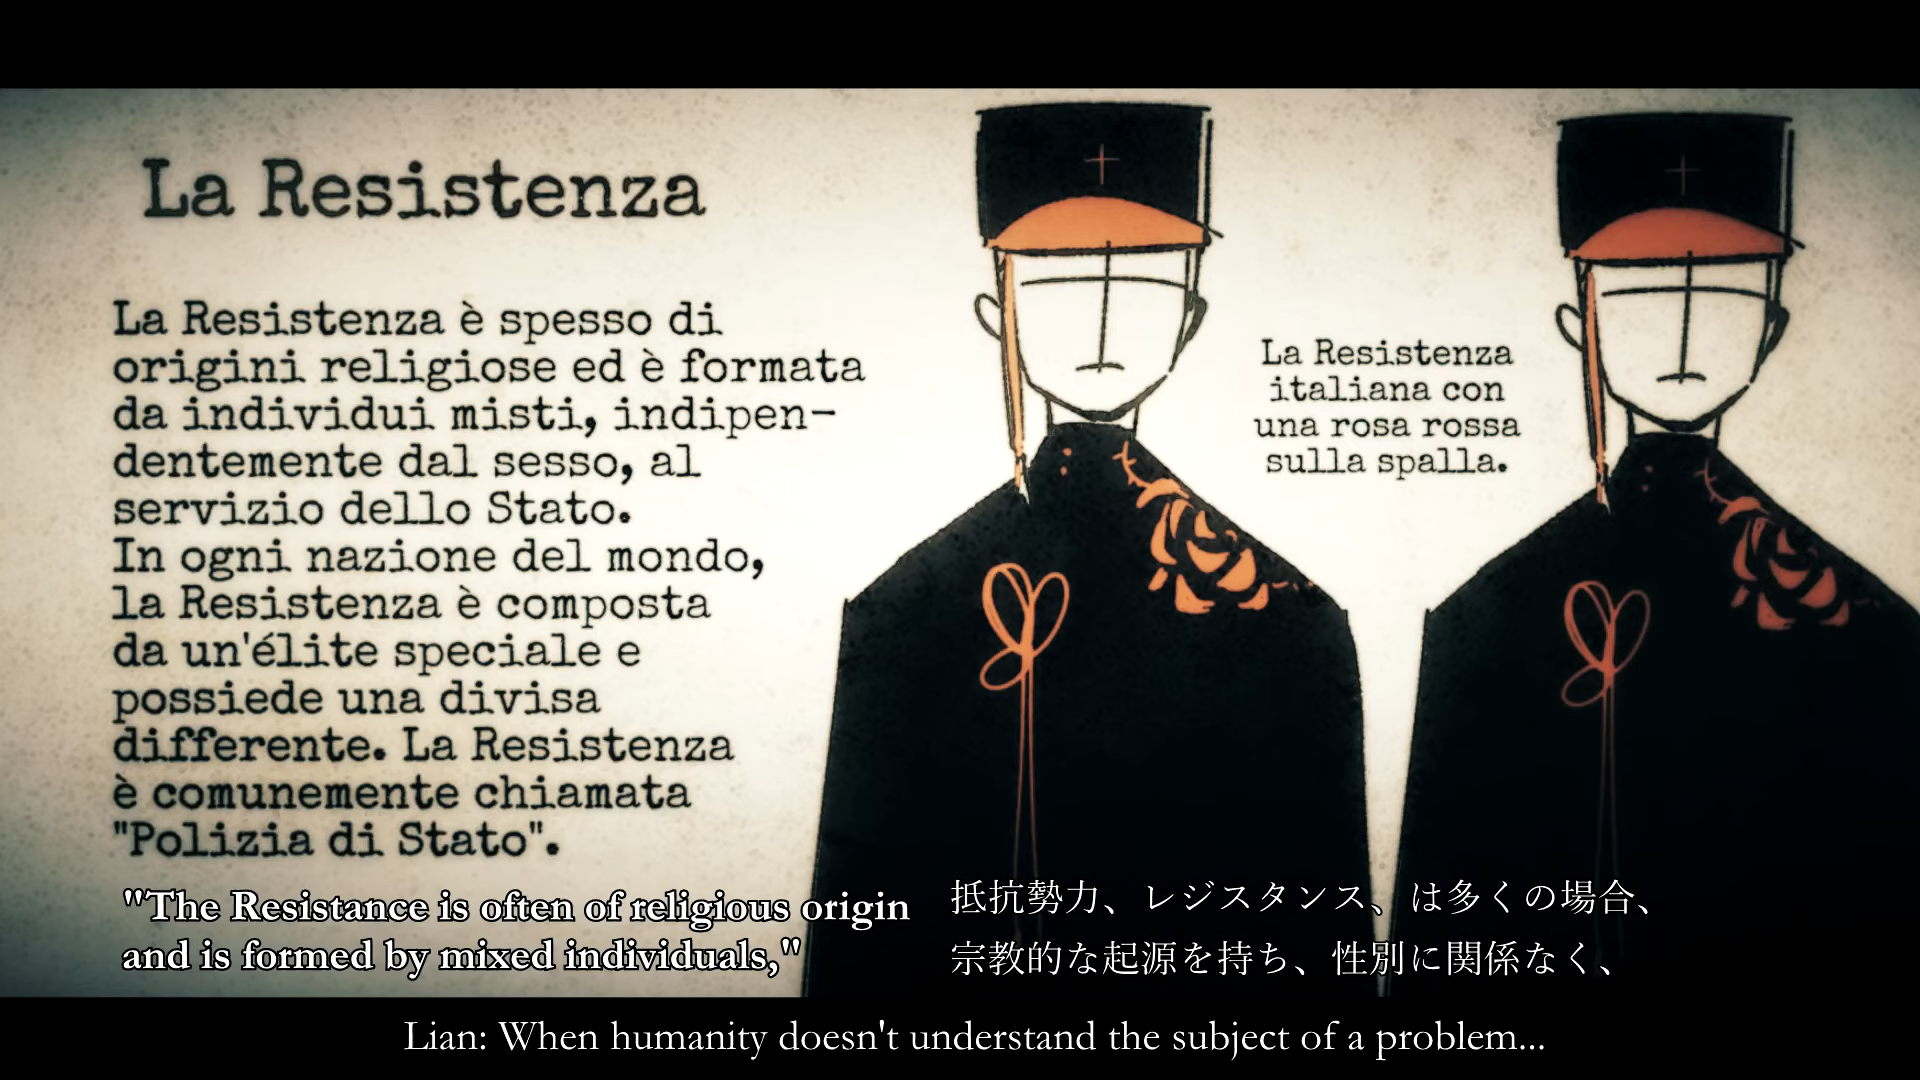 La Resistenza
La Resistenza è spesso di
origini religiose ed è formata
da individui misti, indipen-
dentemente dal sesso, al
servizio dello Stato.
In ogni nazione del mondo,
la Resistenza è composta
da un'élite speciale e
possiede una divisa
differente. La Resistenza
è comunemente chiamata
"Polizia di Stato".
La Resistenza
italiana con
una rosa rossa
sulla spalla.
"The Resistance is often of religious origin
and is formed by mixed individuals,"
抵抗勢力、レジスタンス、は多くの場合、
宗教的な起源を持ち、性別に関係なく、
Lian: When humanity doesn't understand the subject of a problem...